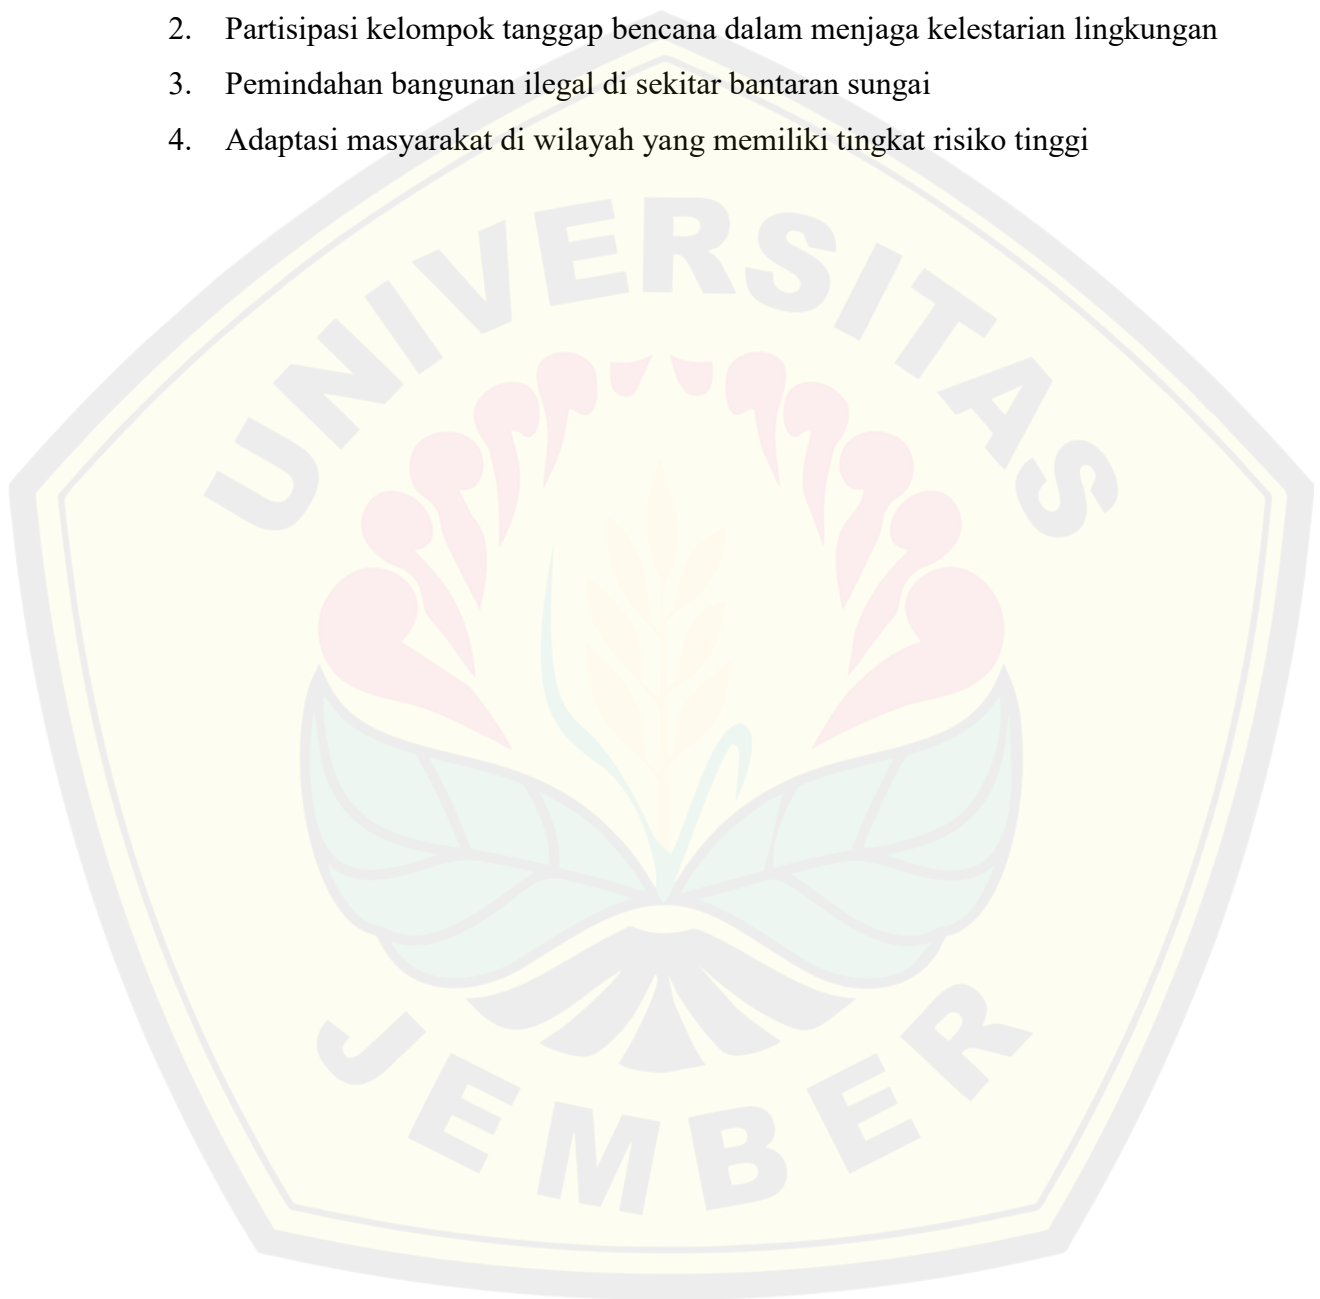 2. Partisipasi kelompok tanggap bencana dalam menjaga kelestarian lingkungan
3. Pemindahan bangunan ilegal di sekitar bantaran sungai
4. Adaptasi masyarakat di wilayah yang memiliki tingkat risiko tinggi
UNIVERSITAS
JEMBER